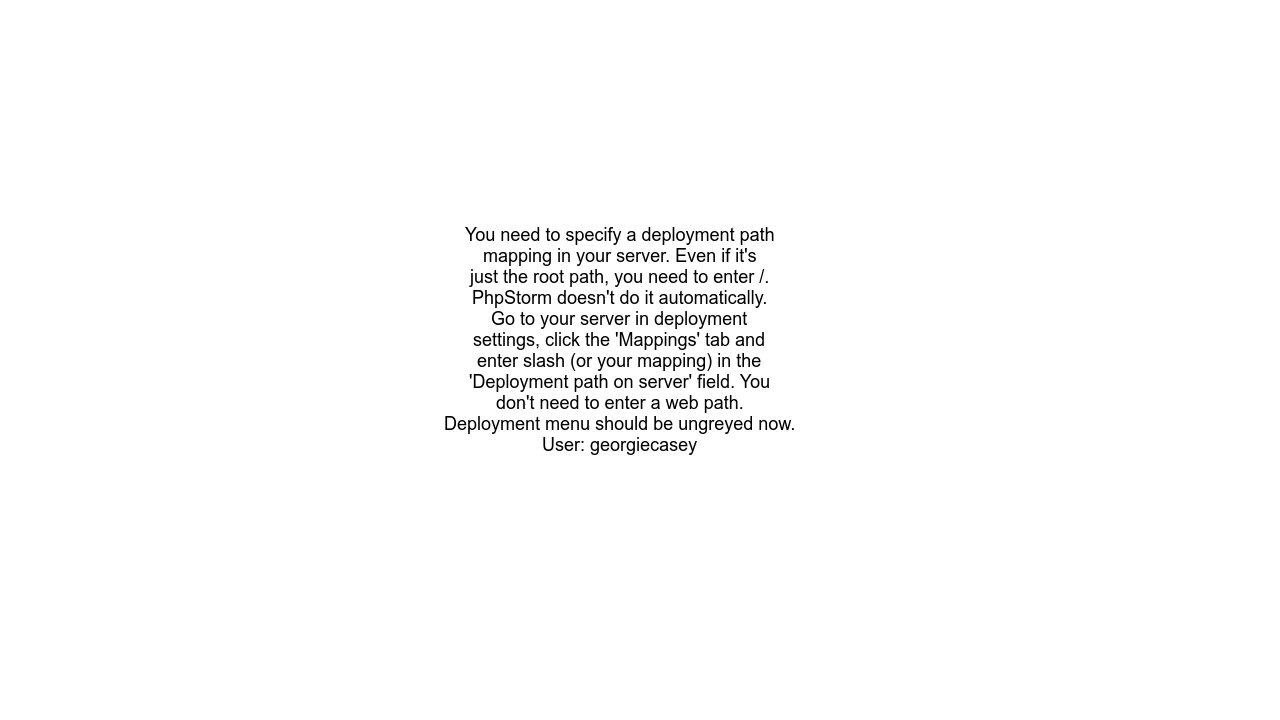 You need to specify a deployment path
mapping in your server. Even if it's
just the root path, you need to enter /.
PhpStorm doesn't do it automatically.
Go to your server in deployment
settings, click the 'Mappings' tab and
enter slash (or your mapping) in the
'Deployment path on server' field. You
don't need to enter a web path.
Deployment menu should be ungreyed now.
User: georgiecasey